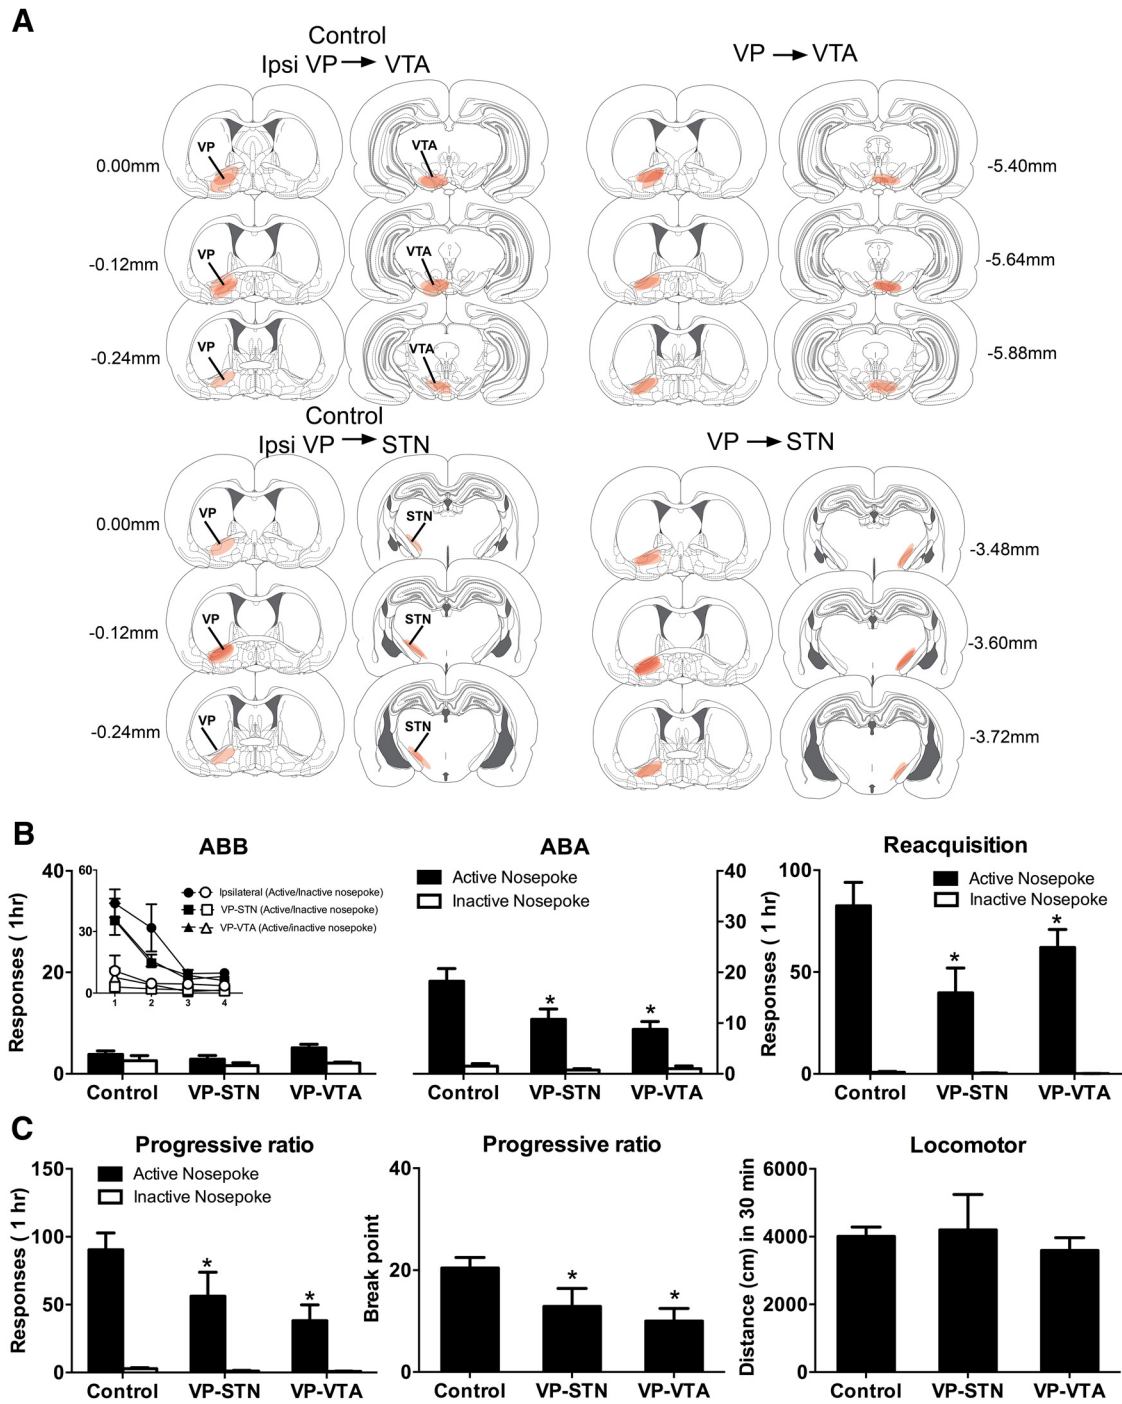 A
Control
Ipsi VP → VTA
VP → VTA
VP
VTA
0.00mm
-5.40mm
VP
VTA
-0.12mm
-5.64mm
VP
VTA
-0.24mm
-5.88mm
Control
Ipsi VP → STN
VP → STN
VP
STN
0.00mm
-3.48mm
VP
STN
-0.12mm
-3.60mm
VP
STN
-0.24mm
-3.72mm
B
ABB
Responses ( 1hr)
40
20
0
60
30
0
1 2 3 4
Ipsilateral (Active/Inactive nosepoke)
VP-STN (Active/Inactive nosepoke)
VP-VTA (Active/inactive nosepoke)
Control VP-STN VP-VTA
ABA
Active Nosepoke
Inactive Nosepoke
* *
40
30
20
10
0
Control VP-STN VP-VTA
Reacquisition
Responses ( 1 hr)
100
50
0
Active Nosepoke
Inactive Nosepoke
* *
Control VP-STN VP-VTA
C
Progressive ratio
Responses ( 1 hr)
150
100
50
0
Active Nosepoke
Inactive Nosepoke
* *
Control VP-STN VP-VTA
Progressive ratio
Break point
40
20
0
* *
Control VP-STN VP-VTA
Locomotor
Distance (cm) in 30 min
6000
4000
2000
0
Control VP-STN VP-VTA